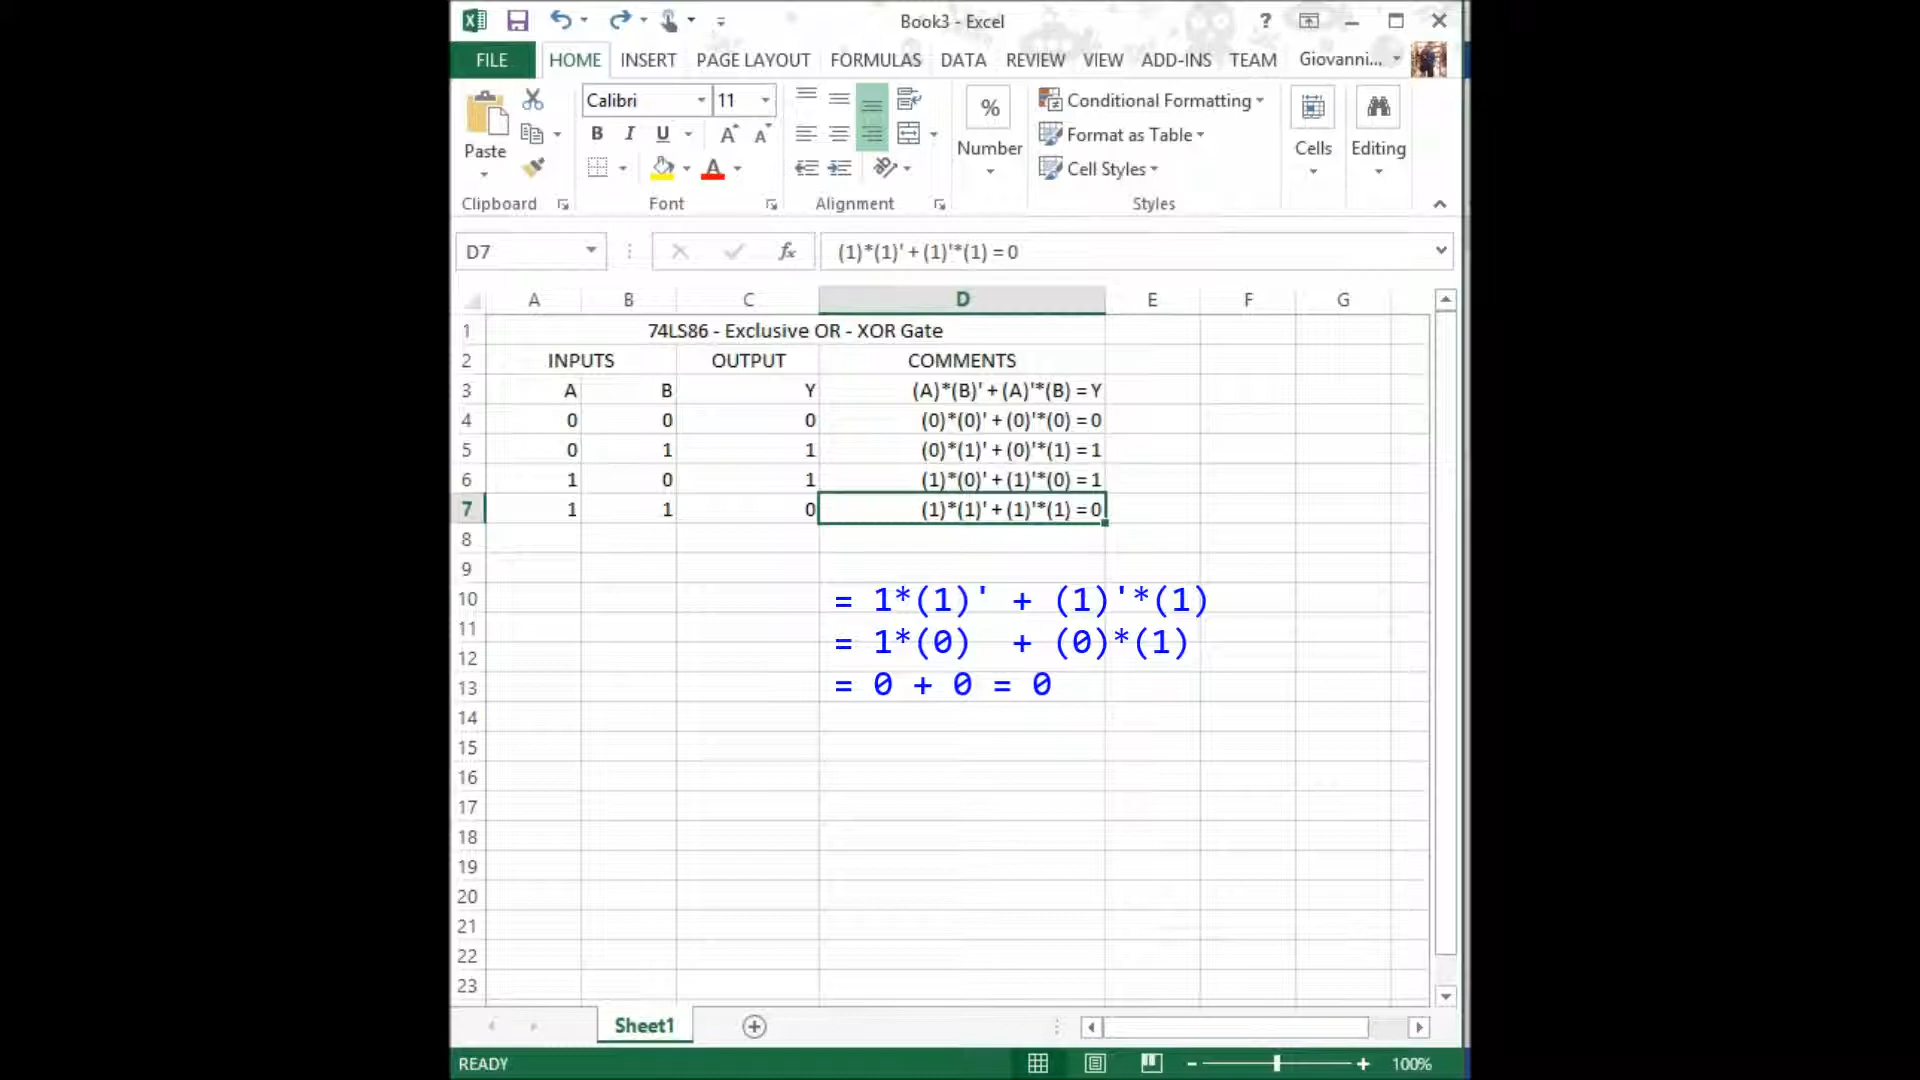 Book3 - Excel
?
FILE HOME INSERT PAGE LAYOUT FORMULAS DATA REVIEW VIEW ADD-INS TEAM Giovanni...
Calibri 11 % Conditional Formatting
B I U A A Format as Table
Paste Number Cells Editing
A Cell Styles
Clipboard Font Alignment Styles
D7 fx (1)*(1)' + (1)'*(1) = 0
A B C D E F G
1 74LS86 - Exclusive OR - XOR Gate
2 INPUTS OUTPUT COMMENTS
3 A B Y (A)*(B)' + (A)'*(B) = Y
4 0 0 0 (0)*(0)' + (0)'*(0) = 0
5 0 1 1 (0)*(1)' + (0)'*(1) = 1
6 1 0 1 (1)*(0)' + (1)'*(0) = 1
7 1 1 0 (1)*(1)' + (1)'*(1) = 0
8
9
10 = 1*(1)' + (1)'*(1)
11 = 1*(0) + (0)*(1)
12
13 = 0 + 0 = 0
14
15
16
17
18
19
20
21
22
23
Sheet1
READY 100%